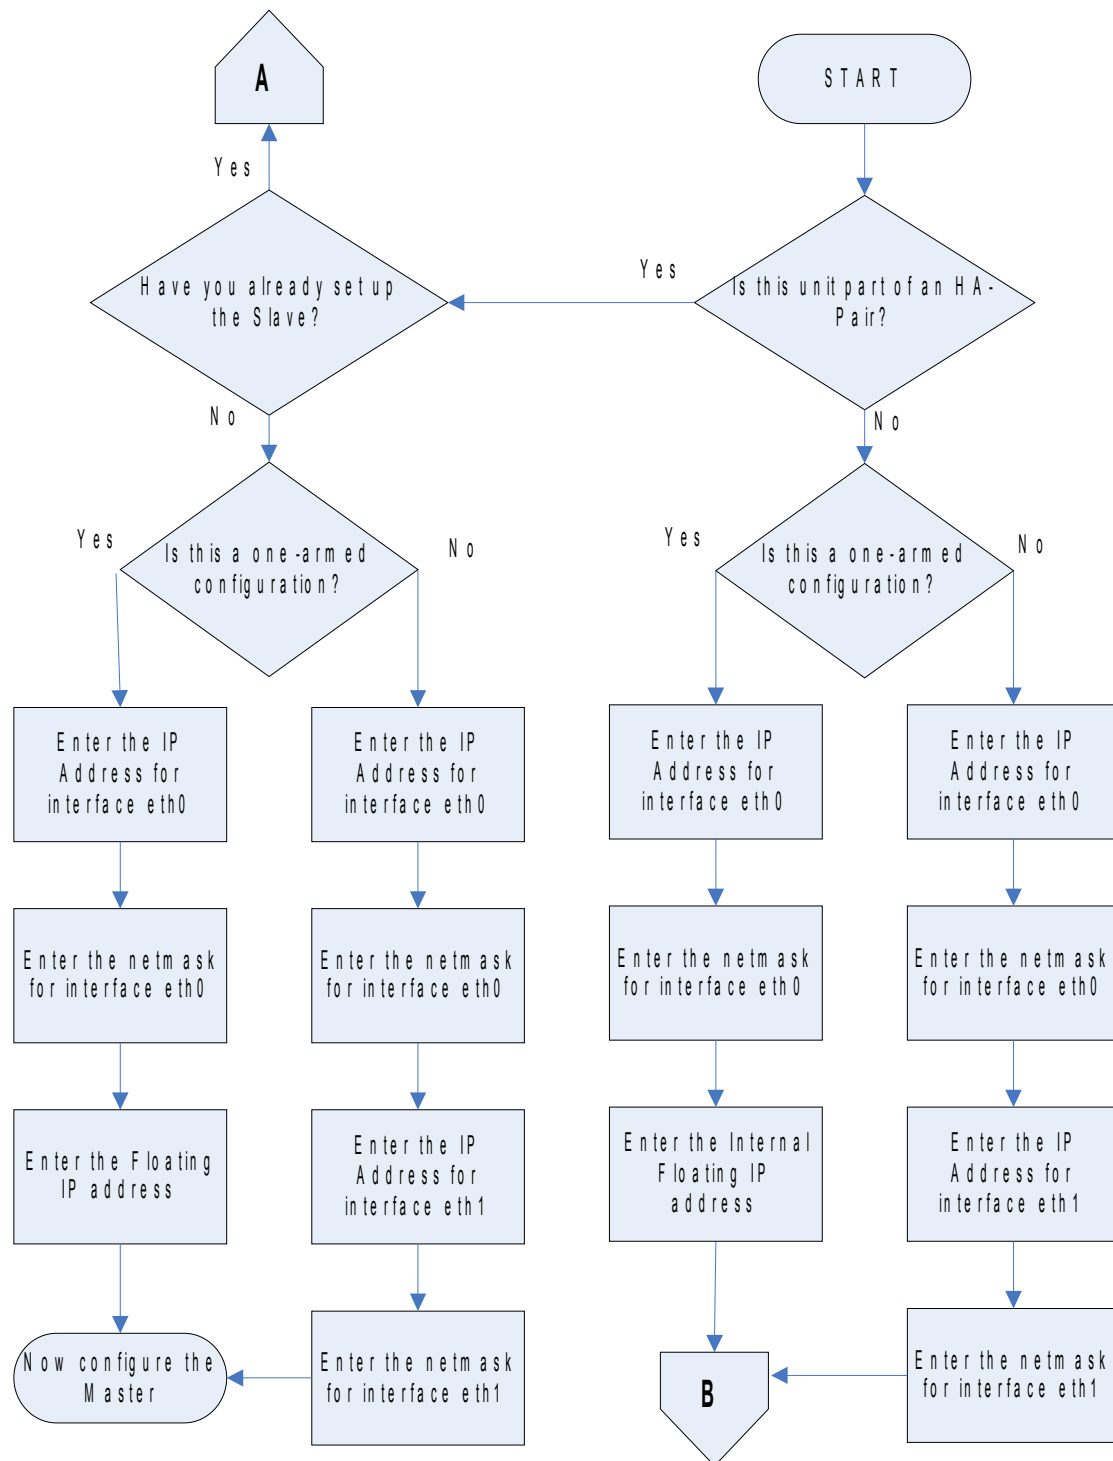 A
START
Yes
Have you already set up
the Slave?
Yes
Is this unit part of an HA-
Pair?
No
No
Yes
Is this a one-armed
configuration?
No
Yes
Is this a one-armed
configuration?
No
Enter the IP
Address for
interface eth0
Enter the IP
Address for
interface eth0
Enter the IP
Address for
interface eth0
Enter the IP
Address for
interface eth0
Enter the netmask
for interface eth0
Enter the netmask
for interface eth0
Enter the netmask
for interface eth0
Enter the netmask
for interface eth0
Enter the Floating
IP address
Enter the IP
Address for
interface eth1
Enter the Internal
Floating IP
address
Enter the IP
Address for
interface eth1
Now configure the
Master
Enter the netmask
for interface eth1
B
Enter the netmask
for interface eth1